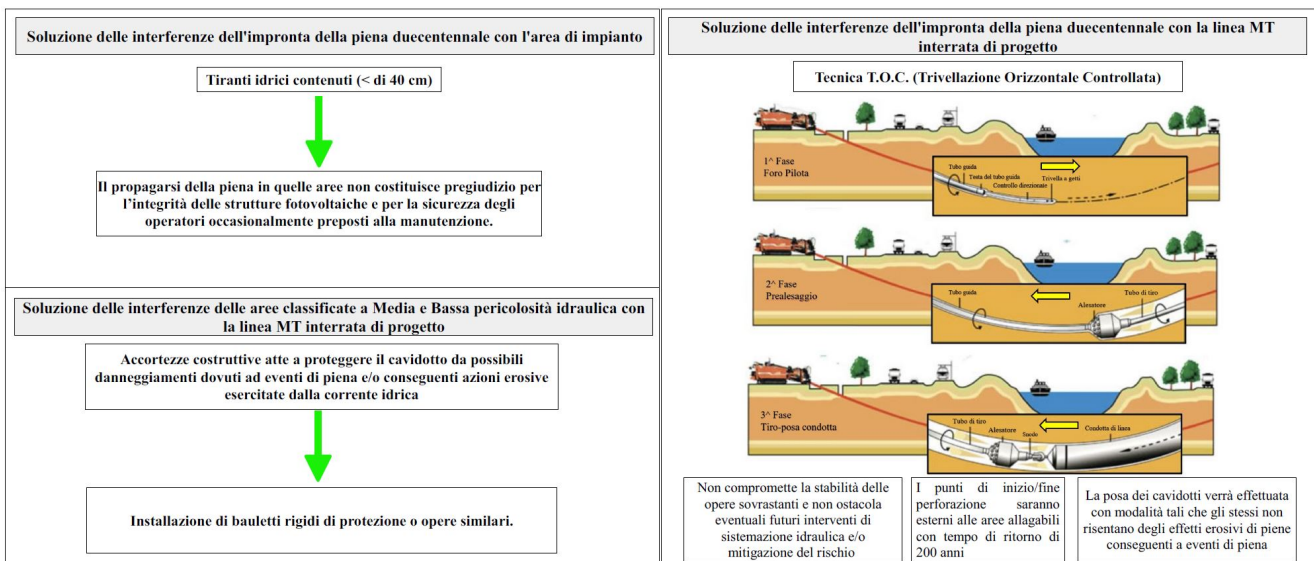 Soluzione delle interferenze dell'impronta della piena duecentennale con l'area di impianto
Tiranti idrici contenuti (< di 40 cm)
Il propagarsi della piena in quelle aree non costituisce pregiudizio per
l'integrità delle strutture fotovoltaiche e per la sicurezza degli
operatori occasionalmente preposti alla manutenzione.
Soluzione delle interferenze delle aree classificate a Media e Bassa pericolosità idraulica con
la linea MT interrata di progetto
Accortezze costruttive atte a proteggere il cavidotto da possibili
danneggiamenti dovuti ad eventi di piena e/o conseguenti azioni erosive
esercitate dalla corrente idrica
Installazione di bauletti rigidi di protezione o opere similari.
Soluzione delle interferenze dell'impronta della piena duecentennale con la linea MT
interrata di progetto
Tecnica T.O.C. (Trivellazione Orizzontale Controllata)
1^ Fase
Foro Pilota
Tubo guida
Testa del tubo guida
Controllo direzionale
Trivella a getti
2^ Fase
Prealesaggio
Tubo guida
Alesatore
Tubo di tiro
3^ Fase
Tiro-posa condotta
Tubo di tiro
Alesatore
Snodo
Condotta di linea
Non compromette la stabilità delle
opere sovrastanti e non ostacola
eventuali futuri interventi di
sistemazione idraulica e/o
mitigazione del rischio
I punti di inizio/fine
perforazione saranno
esterni alle aree allagabili
con tempo di ritorno di
200 anni
La posa dei cavidotti verrà effettuata
con modalità tali che gli stessi non
risentano degli effetti erosivi di piene
conseguenti a eventi di piena